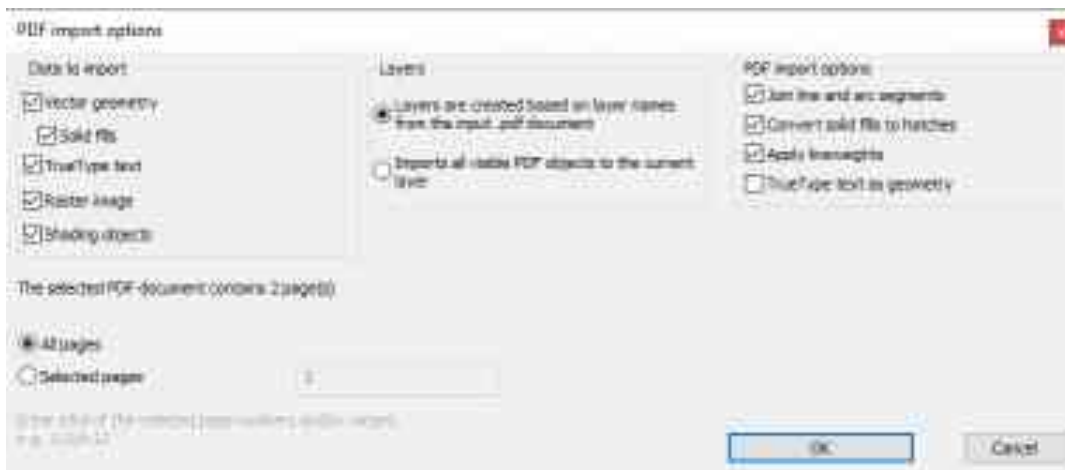 PDF import options
Data to import
Vector geometry
Solid fills
TrueType text
Raster image
Shading objects
Layers
Layers are created based on layer names
from the input .pdf document
Imports all visible PDF objects to the current
layer
PDF import options
Join line and arc segments
Convert solid fills to hatches
Apply lineweights
TrueType text as geometry
The selected PDF document contains 2 page(s)
All pages
Selected pages
OK
Cancel